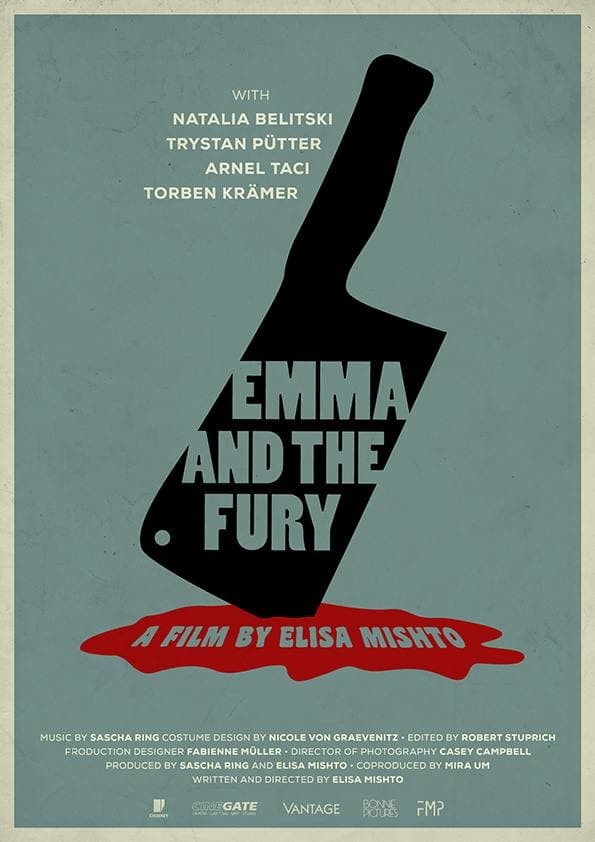 WITH
NATALIA BELITSKI
TRYSTAN PÜTTER
ARNEL TACI
TORBEN KRÄMER
EMMA
AND THE
FURY
A FILM BY ELISA MISHTO
MUSIC BY SASCHA RING COSTUME DESIGN BY NICOLE VON GRAEVENITZ · EDITED BY ROBERT STUPRICH
PRODUCTION DESIGNER FABIENNE MÜLLER · DIRECTOR OF PHOTOGRAPHY CASEY CAMPBELL
PRODUCED BY SASCHA RING AND ELISA MISHTO · COPRODUCED BY MIRA UM
WRITTEN AND DIRECTED BY ELISA MISHTO
CINEGATE VANTAGE BONNIE PICTURES FMP